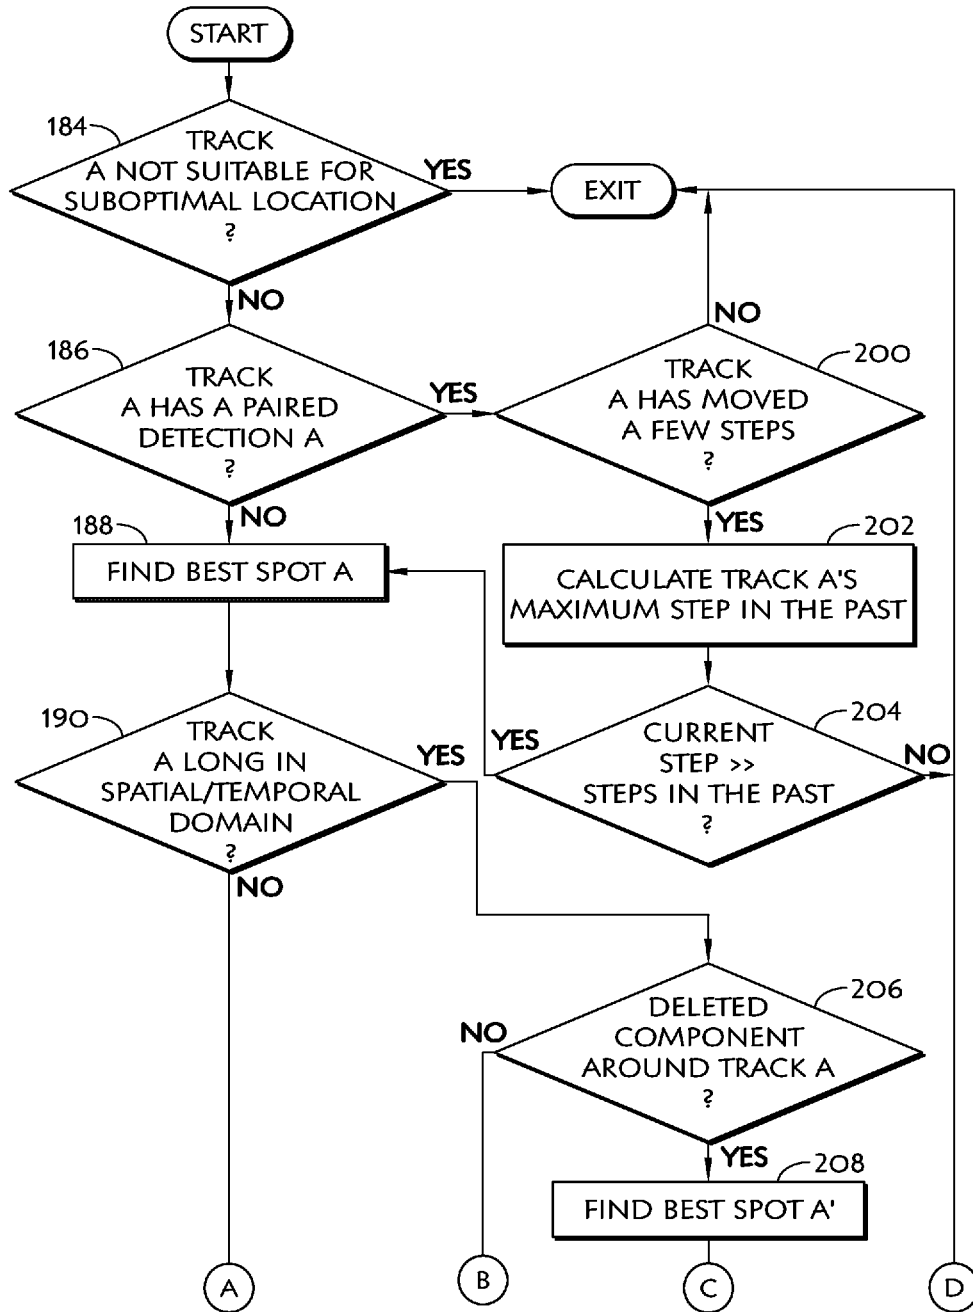 START
184
TRACK
A NOT SUITABLE FOR
SUBOPTIMAL LOCATION
?
YES
EXIT
NO
186
TRACK
A HAS A PAIRED
DETECTION A
?
YES
NO
200
TRACK
A HAS MOVED
A FEW STEPS
?
NO
YES
188
FIND BEST SPOT A
202
CALCULATE TRACK A'S
MAXIMUM STEP IN THE PAST
190
TRACK
A LONG IN
SPATIAL/TEMPORAL
DOMAIN
?
YES
NO
204
CURRENT
STEP >>
STEPS IN THE PAST
?
YES
NO
206
DELETED
COMPONENT
AROUND TRACK A
?
NO
YES
208
FIND BEST SPOT A'
A
B
C
D